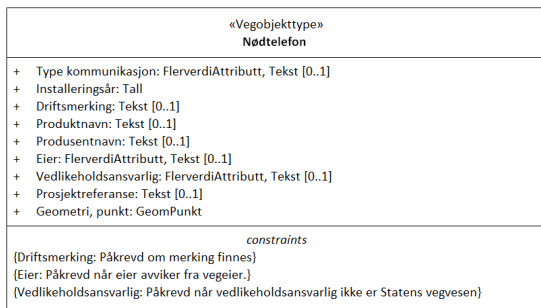 «Vegobjekttype»
Nødtelefon
+ Type kommunikasjon: FlerverdiAttributt, Tekst [0..1]
+ Installeringsår: Tall
+ Driftsmerking: Tekst [0..1]
+ Produktnavn: Tekst [0..1]
+ Produsentnavn: Tekst [0..1]
+ Eier: FlerverdiAttributt, Tekst [0..1]
+ Vedlikeholdsansvarlig: FlerverdiAttributt, Tekst [0..1]
+ Prosjektreferanse: Tekst [0..1]
+ Geometri, punkt: GeomPunkt
constraints
{Driftsmerking: Påkrevd om merking finnes}
{Eier: Påkrevd når eier avviker fra vegeier.}
{Vedlikeholdsansvarlig: Påkrevd når vedlikeholdsansvarlig ikke er Statens vegvesen}